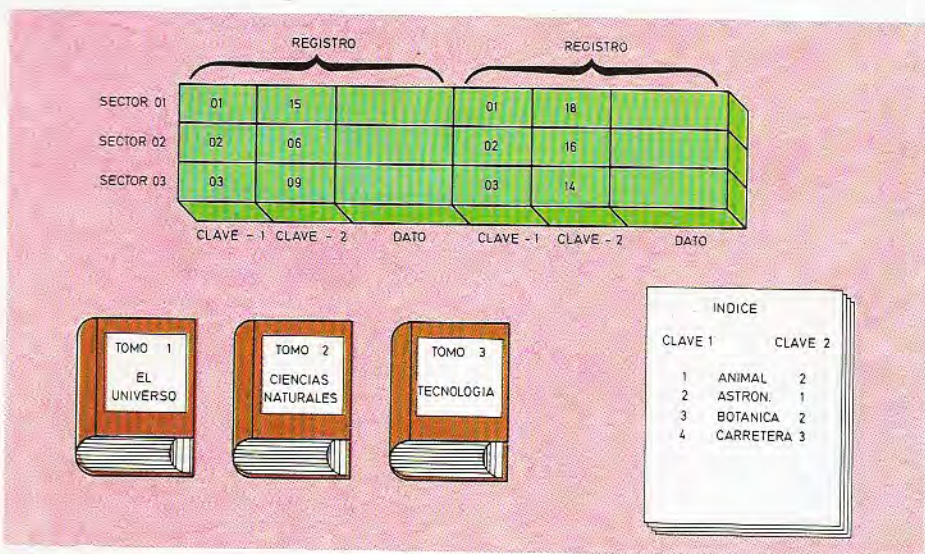 REGISTRO REGISTRO
SECTOR 01 01 15 01 18
SECTOR 02 02 06 02 16
SECTOR 03 03 09 03 14
CLAVE - 1 CLAVE - 2 DATO CLAVE - 1 CLAVE - 2 DATO
TOMO 1
EL
UNIVERSO
TOMO 2
CIENCIAS
NATURALES
TOMO 3
TECNOLOGIA
INDICE
CLAVE 1 CLAVE 2
1 ANIMAL 2
2 ASTRON. 1
3 BOTANICA 2
4 CARRETERA 3